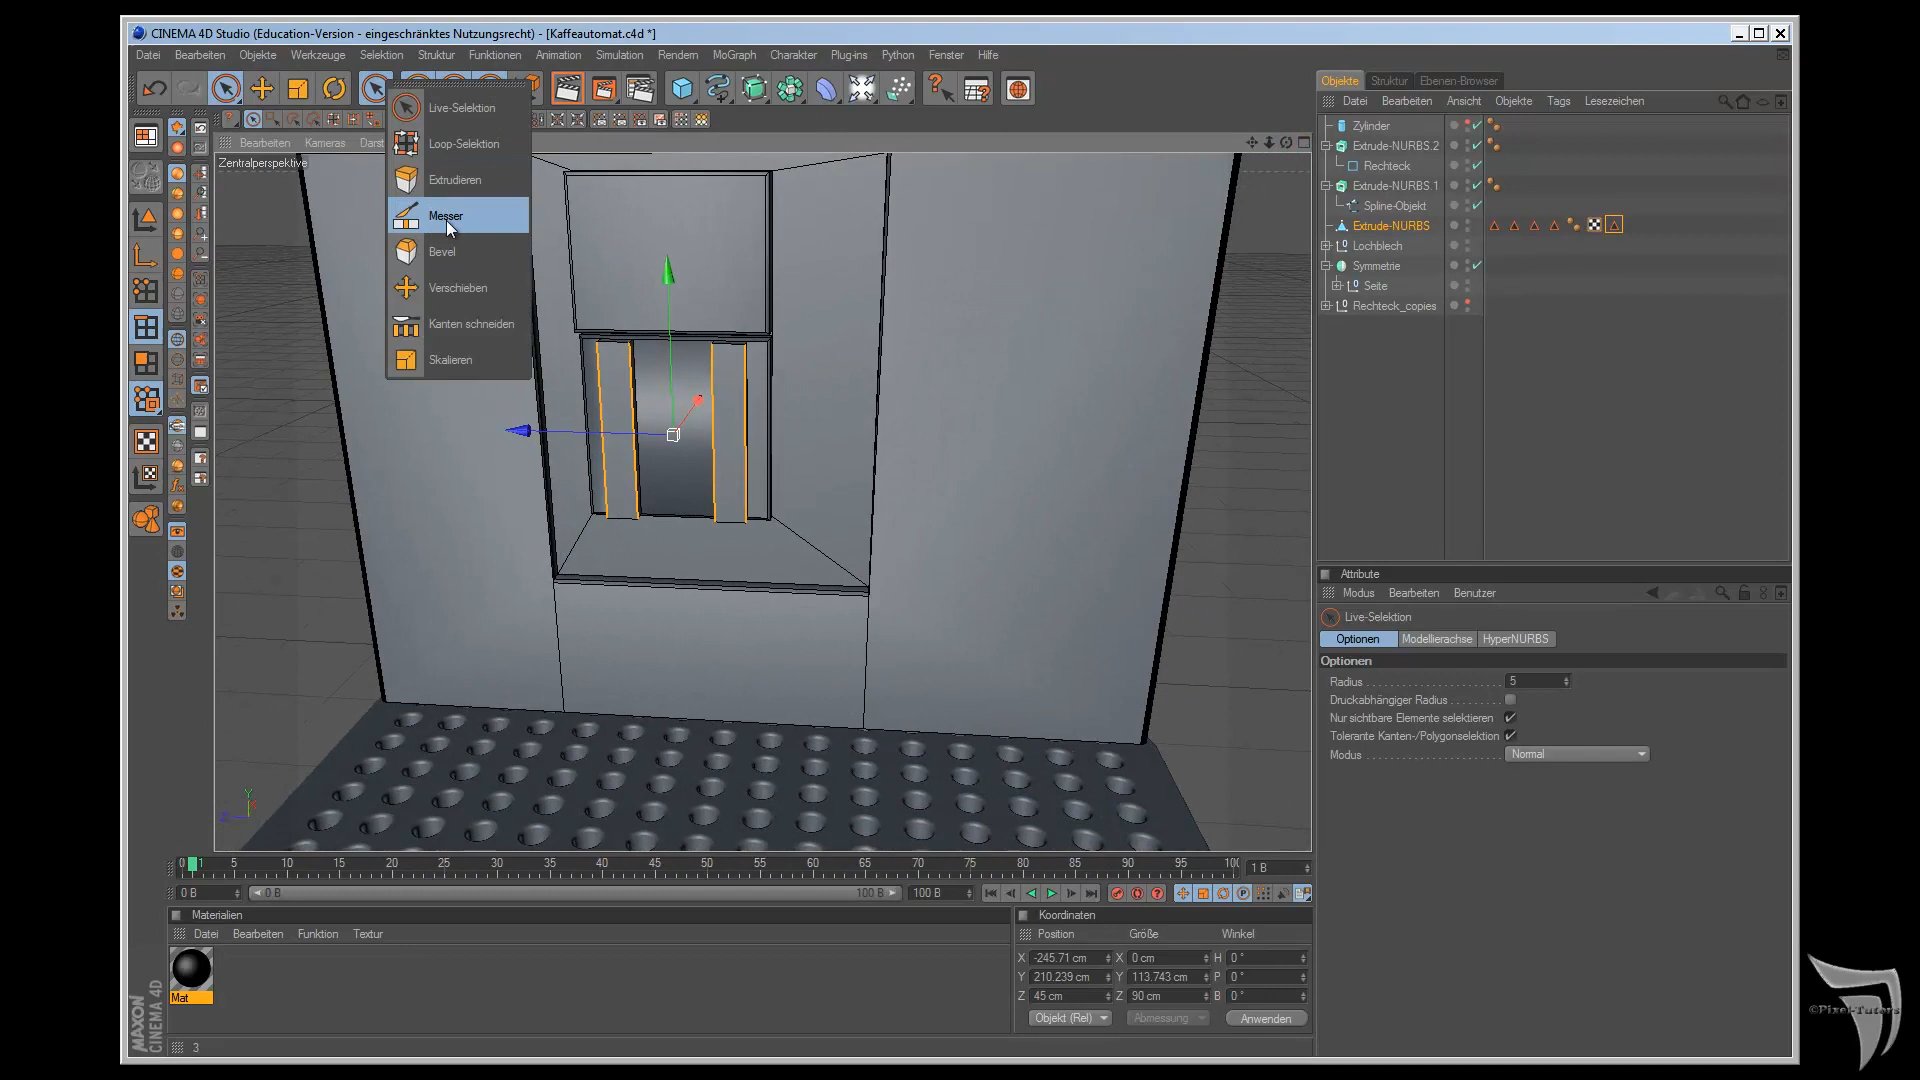 CINEMA 4D Studio (Education-Version - eingeschränktes Nutzungsrecht) - [Kaffeautomat.c4d *]
Datei Bearbeiten Objekte Werkzeuge Selektion Struktur Funktionen Animation Simulation Rendern MoGraph Charakter Plug-ins Python Fenster Hilfe
Bearbeiten Kameras Darst
Zentralperspektive
Live-Selektion
Loop-Selektion
Extrudieren
Messer
Bevel
Verschieben
Kanten schneiden
Skalieren
Objekte Struktur Ebenen-Browser
Datei Bearbeiten Ansicht Objekte Tags Lesezeichen
Zylinder
Extrude-NURBS.2
Rechteck
Extrude-NURBS.1
Spline-Objekt
Extrude-NURBS
Lochblech
Symmetrie
Seite
Rechteck_copies
Attribute
Modus Bearbeiten Benutzer
Live-Selektion
Optionen Modellierachse HyperNURBS
Optionen
Radius 5
Druckabhängiger Radius
Nur sichtbare Elemente selektieren
Tolerante Kanten-/Polygonselektion
Modus Normal
Y
X
Z
0 1 5 10 15 20 25 30 35 40 45 50 55 60 65 70 75 80 85 90 95 100 1 B
0 B 0 B 100 B 100 B
Materialien
Datei Bearbeiten Funktion Textur
Mat
MAXON
CINEMA 4D
Koordinaten
Position Größe Winkel
X -245.71 cm X 0 cm H 0 °
Y 210.239 cm Y 113.743 cm P 0 °
Z 45 cm Z 90 cm B 0 °
Objekt (Rel) Abmessung Anwenden
3
©Pixel-Tutors